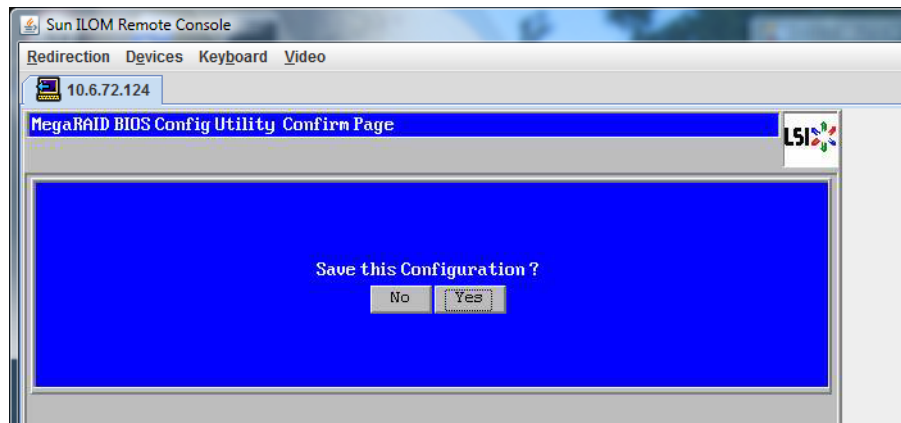 Sun ILOM Remote Console
Redirection Devices Keyboard Video
10.6.72.124
MegaRAID BIOS Config Utility Confirm Page
LSI
Save this Configuration ?
No Yes